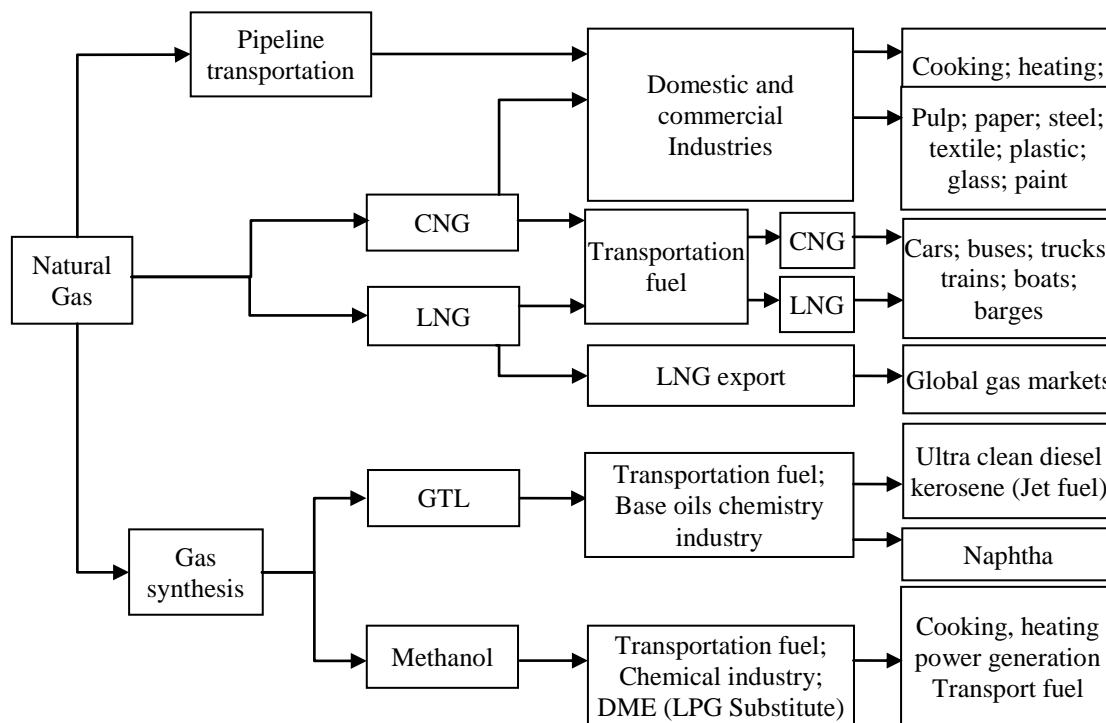 Pipeline
transportation
Domestic and
commercial
Industries
Cooking; heating;
Pulp; paper; steel;
textile; plastic;
glass; paint
Natural
Gas
CNG
LNG
Transportation
fuel
CNG
LNG
Cars; buses; trucks
trains; boats;
barges
LNG export
Global gas markets
Gas
synthesis
GTL
Transportation fuel;
Base oils chemistry
industry
Ultra clean diesel
kerosene (Jet fuel)
Naphtha
Methanol
Transportation fuel;
Chemical industry;
DME (LPG Substitute)
Cooking, heating
power generation
Transport fuel